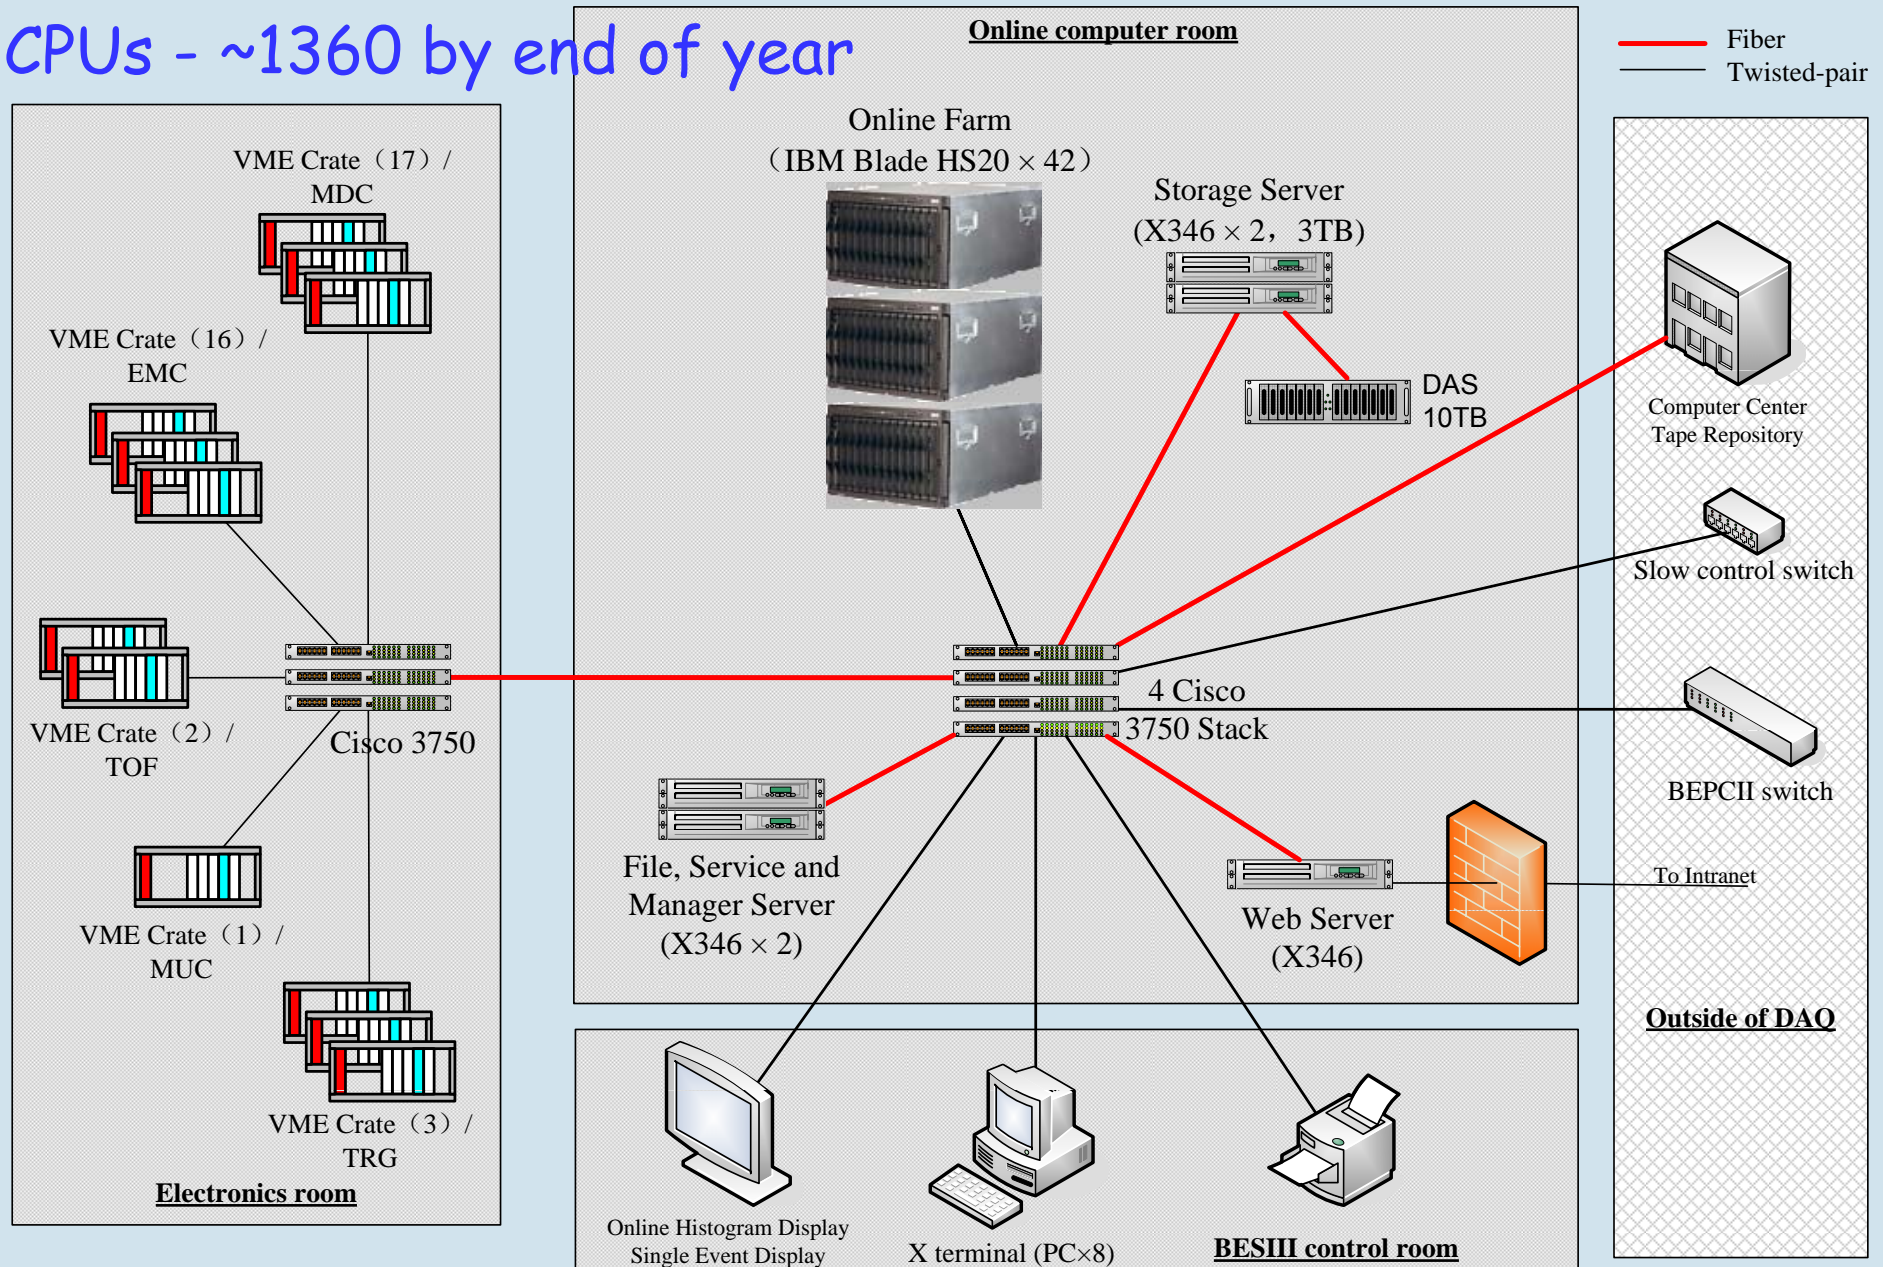 CPUs - ~1360 by end of year
Online computer room
Fiber
Twisted-pair
VME Crate（17）/
MDC
VME Crate（16）/
EMC
VME Crate（2）/
TOF
Cisco 3750
VME Crate（1）/
MUC
VME Crate（3）/
TRG
Electronics room
Online Farm
（IBM Blade HS20 × 42）
Storage Server
(X346 × 2，3TB)
DAS
10TB
4 Cisco
3750 Stack
File, Service and
Manager Server
(X346 × 2)
Web Server
(X346)
Computer Center
Tape Repository
Slow control switch
BEPCII switch
To Intranet
Outside of DAQ
Online Histogram Display
Single Event Display
X terminal (PC×8)
BESIII control room